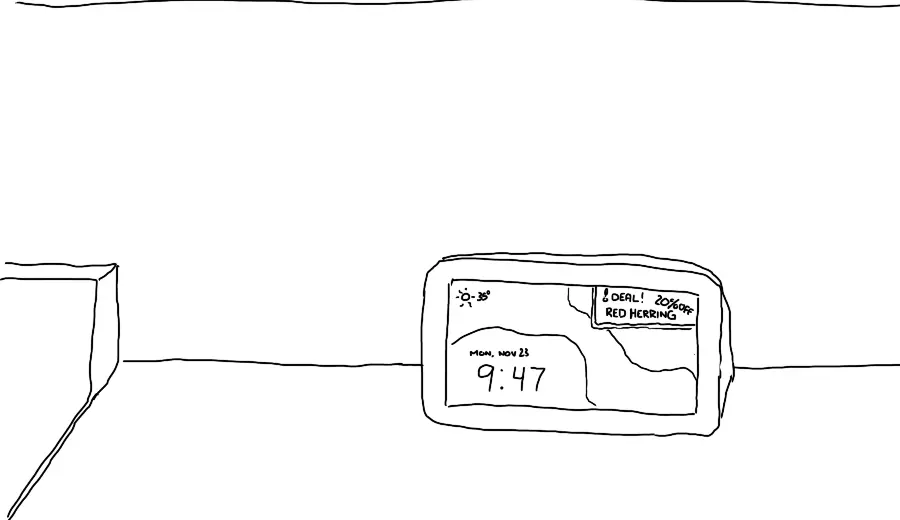 35°
! DEAL! 20% OFF
RED HERRING
MON, NOV 23
9:47